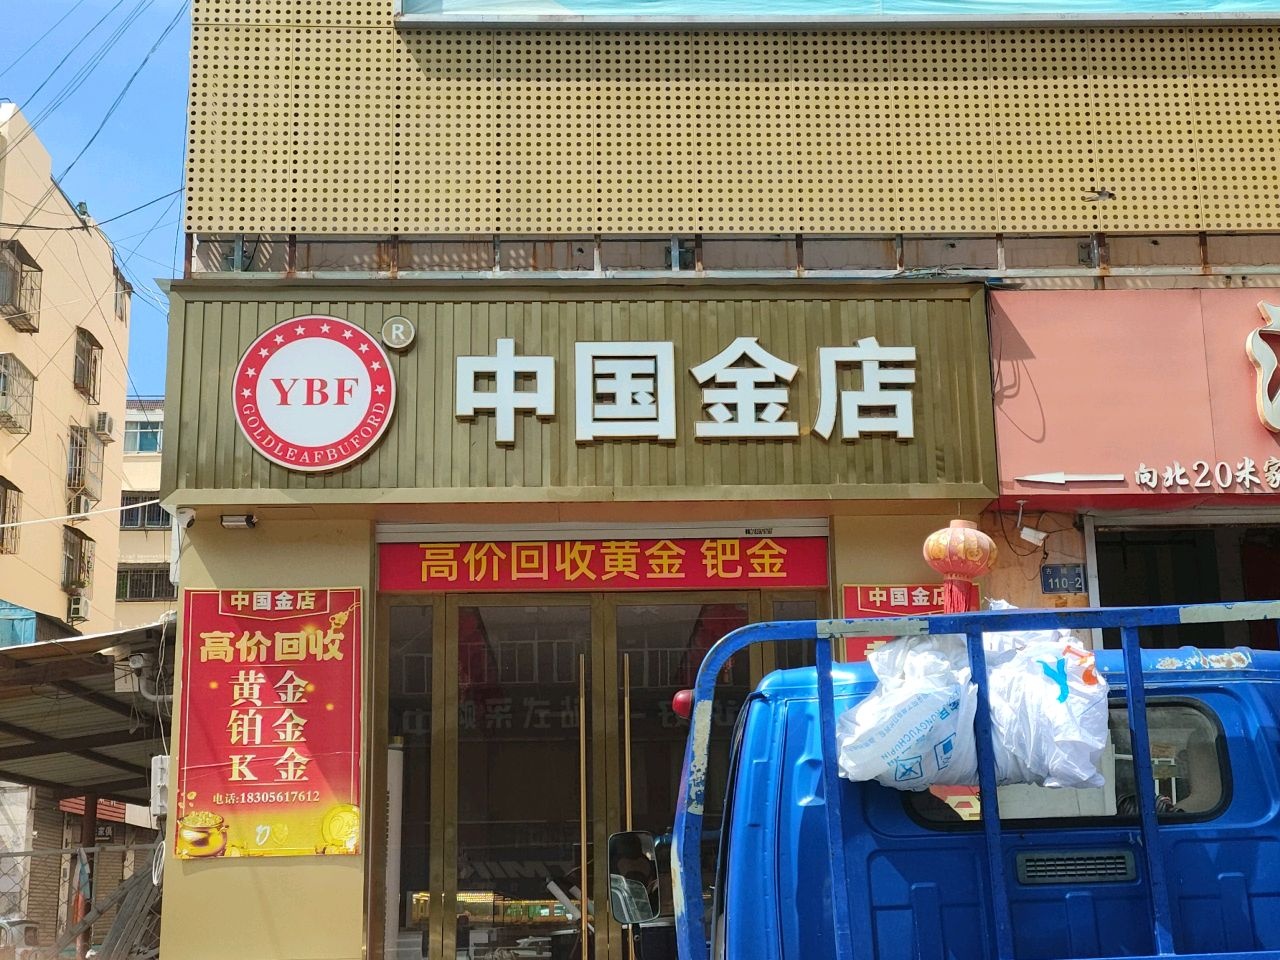 YBF
GOLDLEAFBUFORD
®
中国金店
向北20米家
高价回收黄金 钯金
中国金店
高价回收
黄金
铂金
K金
电话:18305617612
中国金店
110-2